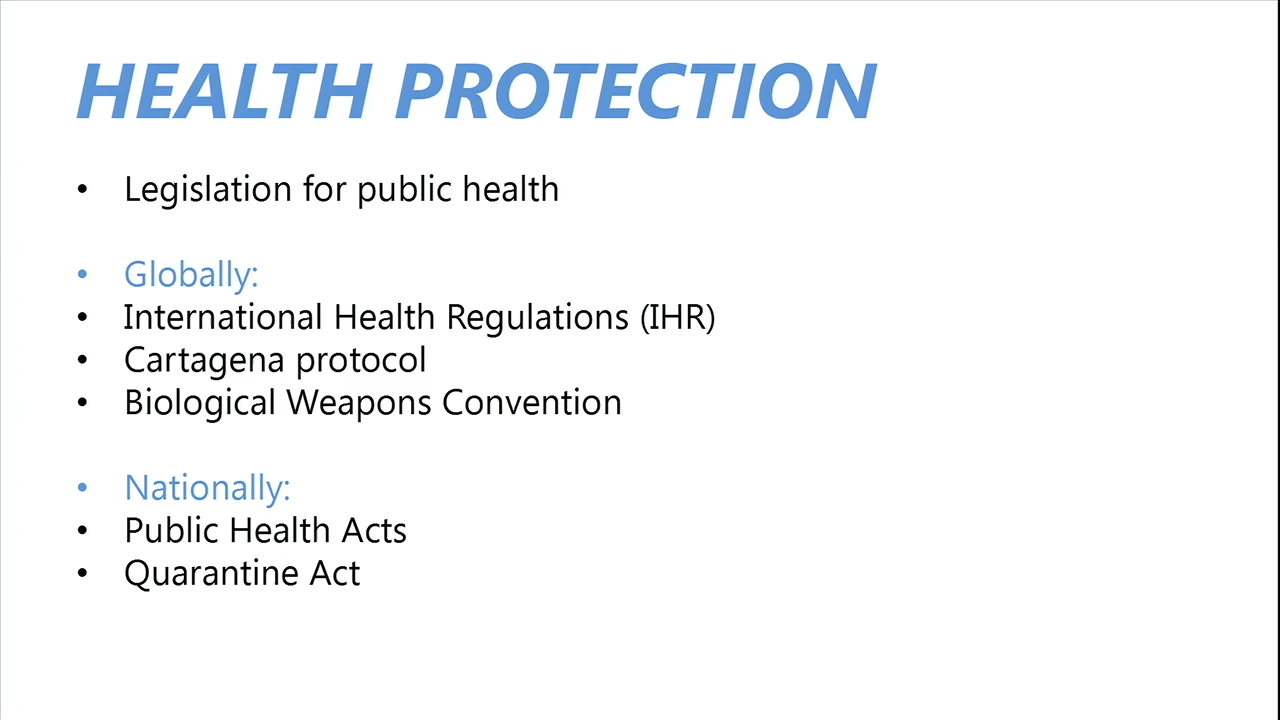 HEALTH PROTECTION
• Legislation for public health
• Globally:
• International Health Regulations (IHR)
• Cartagena protocol
• Biological Weapons Convention
• Nationally:
• Public Health Acts
• Quarantine Act